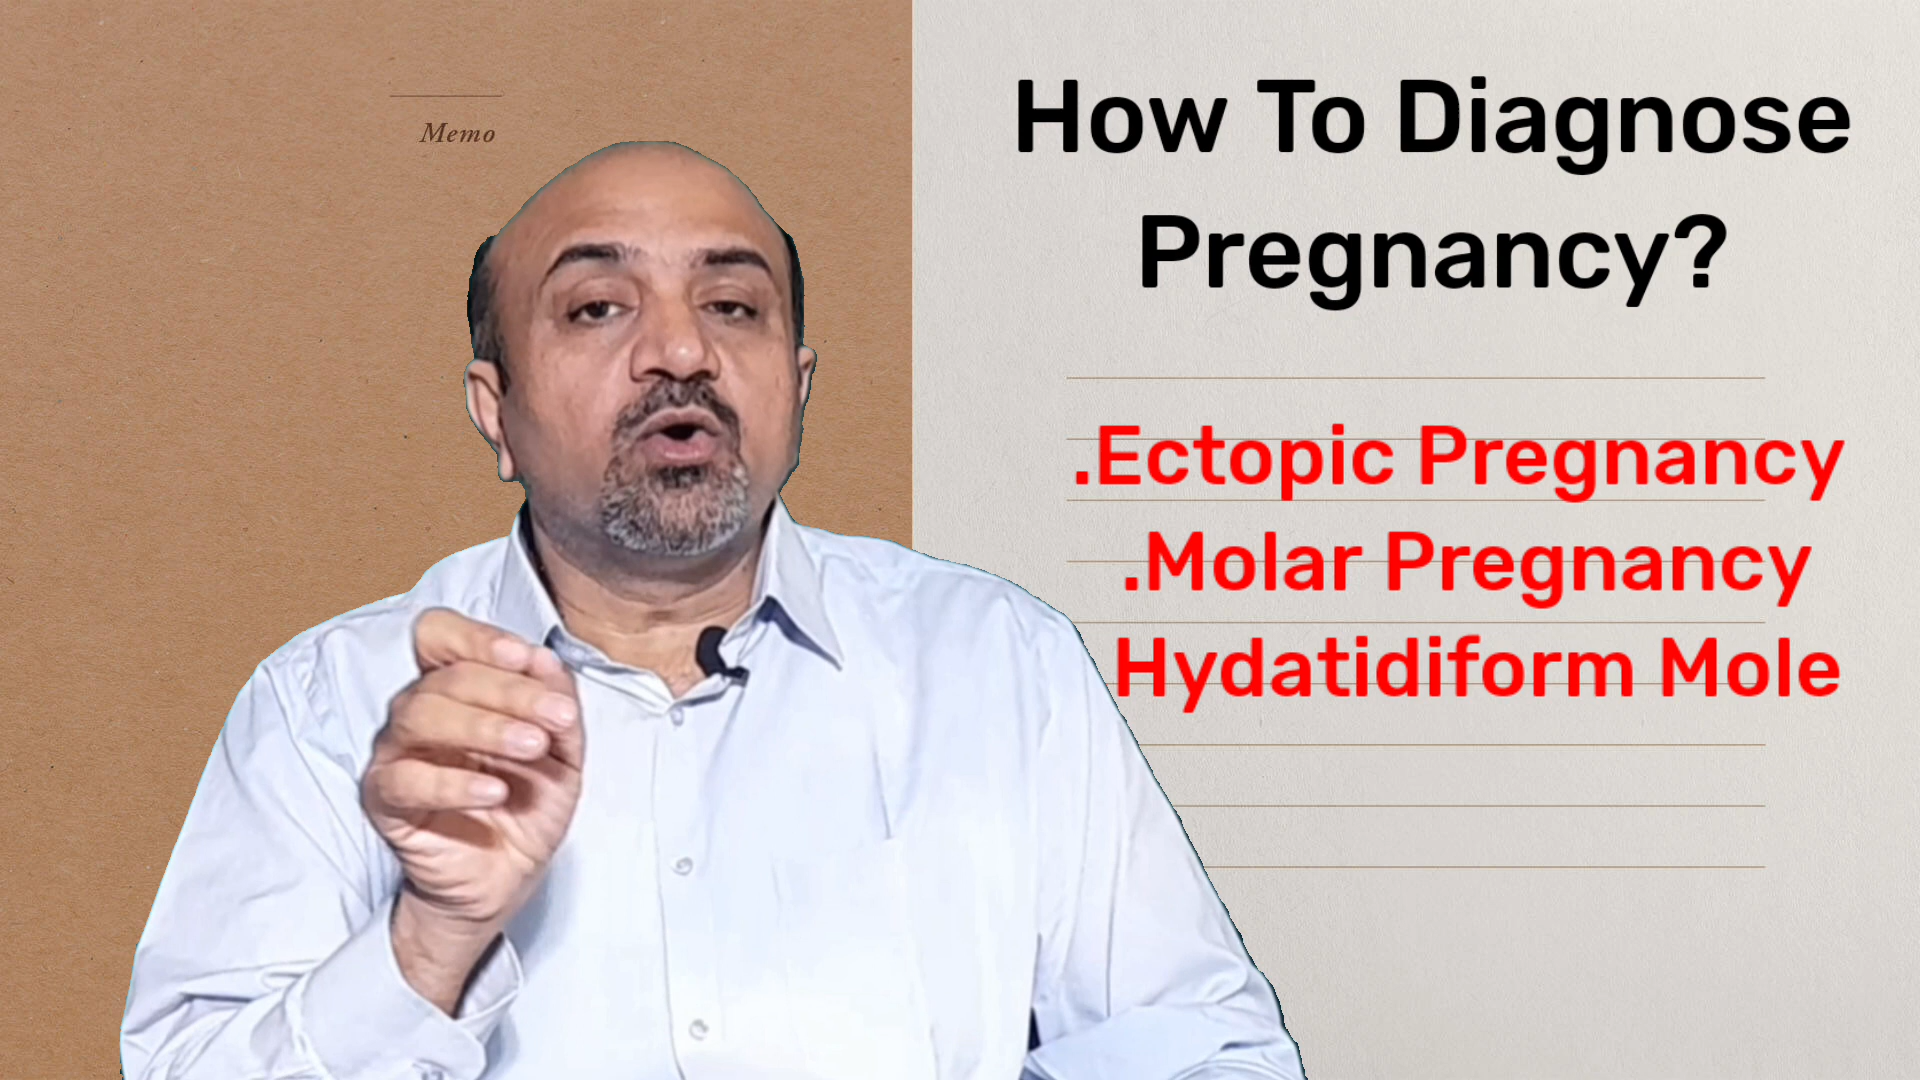 Memo
How To Diagnose
Pregnancy?
.Ectopic Pregnancy
.Molar Pregnancy
Hydatidiform Mole